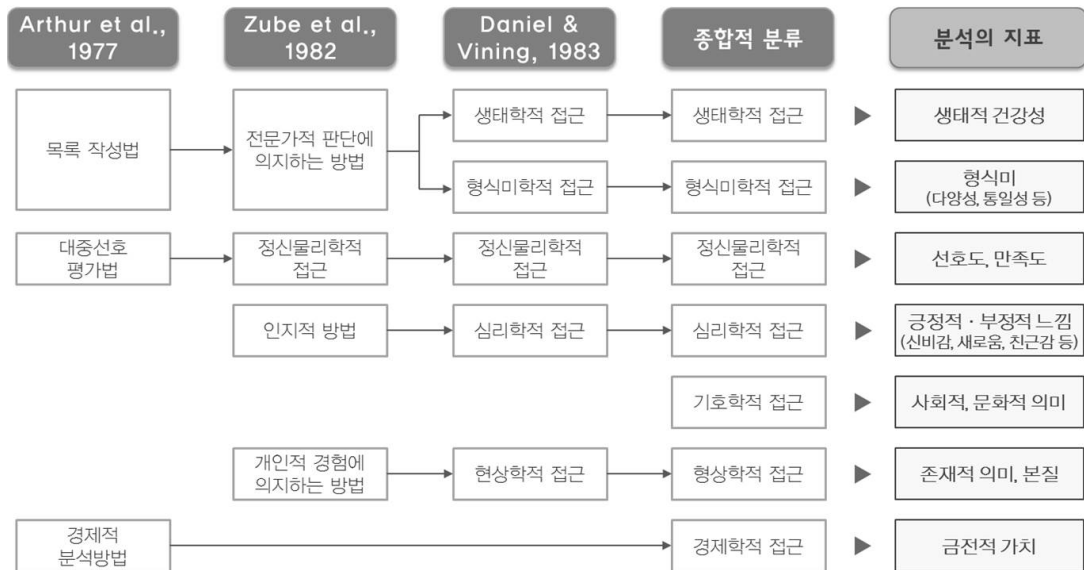 Arthur et al.,
1977
Zube et al.,
1982
Daniel &
Vining, 1983
종합적 분류
분석의 지표
목록 작성법
전문가적 판단에
의지하는 방법
생태학적 접근
생태학적 접근
생태적 건강성
형식미학적 접근
형식미학적 접근
형식미
(다양성, 통일성 등)
대중선호
평가법
정신물리학적
접근
정신물리학적
접근
정신물리학적
접근
선호도, 만족도
인지적 방법
심리학적 접근
심리학적 접근
긍정적 · 부정적 느낌
(신비감, 새로움, 친근감 등)
기호학적 접근
사회적, 문화적 의미
개인적 경험에
의지하는 방법
현상학적 접근
형상학적 접근
존재적 의미, 본질
경제적
분석방법
경제학적 접근
금전적 가치